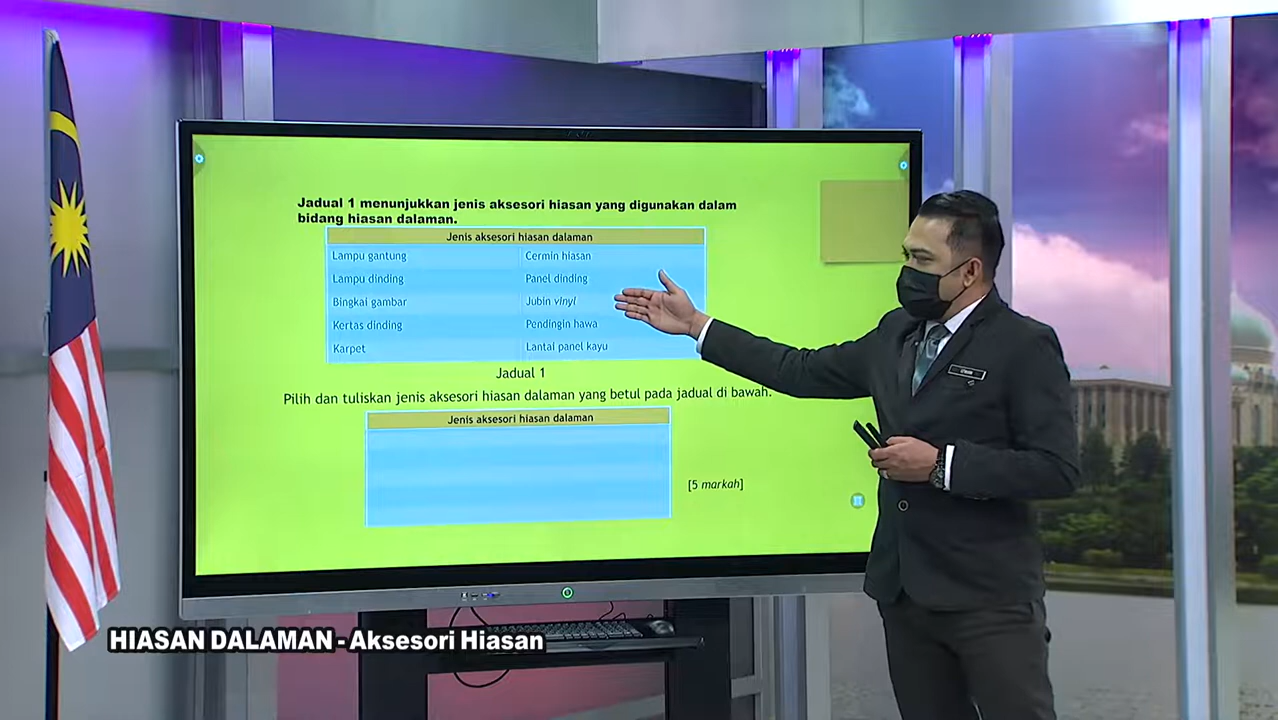 Jadual 1 menunjukkan jenis aksesori hiasan yang digunakan dalam
bidang hiasan dalaman.
Jenis aksesori hiasan dalaman
Lampu gantung Cermin hiasan
Lampu dinding Panel dinding
Bingkai gambar Jubin vinyl
Kertas dinding Pendingin hawa
Karpet Lantai panel kayu
Jadual 1
Pilih dan tuliskan jenis aksesori hiasan dalaman yang betul pada jadual di bawah.
Jenis aksesori hiasan dalaman
[5 markah]
HIASAN DALAMAN - Aksesori Hiasan